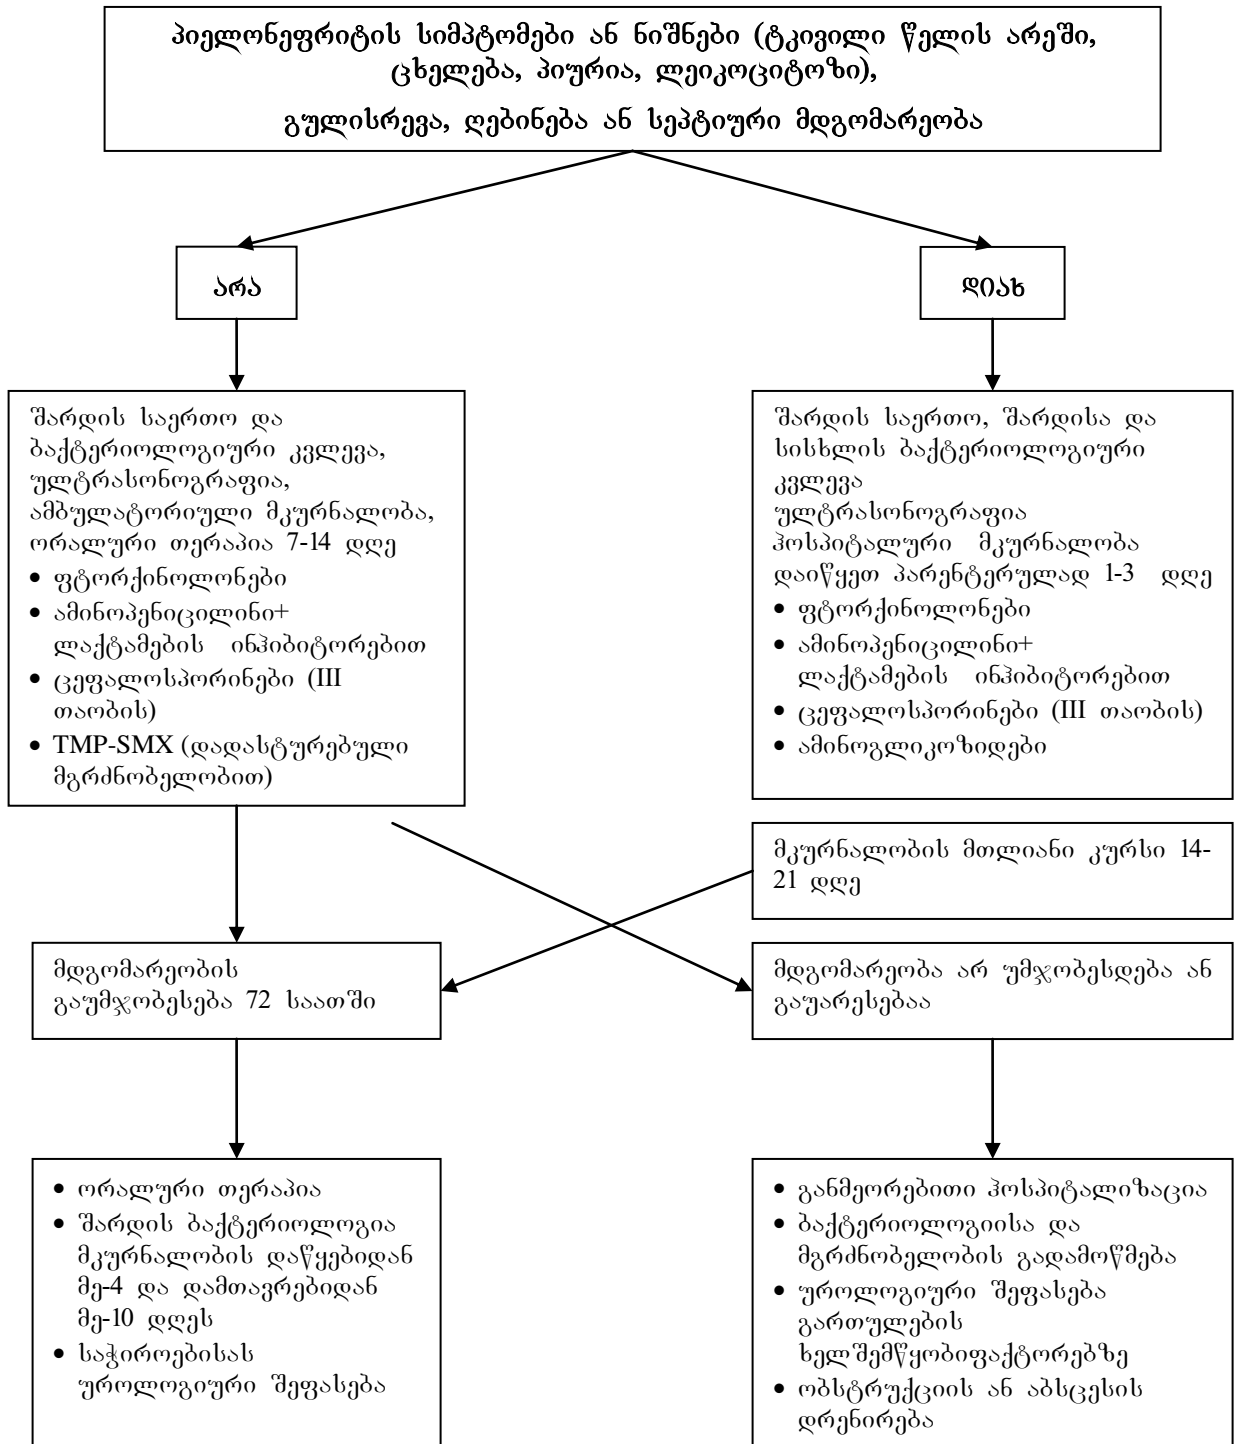 პიელონეფრიტის სიმპტომები ან ნიშნები (ტკივილი წელის არეში,
ცხელება, პიურია, ლეიკოციტოზი),
გულისრევა, ღებინება ან სეპტიური მდგომარეობა
არა
დიახ
შარდის საერთო და
ბაქტერიოლოგიური კვლევა,
ულტრასონოგრაფია,
ამბულატორიული მკურნალობა,
ორალური თერაპია 7-14 დღე
• ფტორქინოლონები
• ამინოპენიცილინი+
ლაქტამების ინჰიბიტორებით
• ცეფალოსპორინები (III
თაობის)
• TMP-SMX (დადასტურებული
მგრძნობელობით)
შარდის საერთო, შარდისა და
სისხლის ბაქტერიოლოგიური
კვლევა
ულტრასონოგრაფია
ჰოსპიტალური მკურნალობა
დაიწყეთ პარენტერულად 1-3 დღე
• ფტორქინოლონები
• ამინოპენიცილინი+
ლაქტამების ინჰიბიტორებით
• ცეფალოსპორინები (III თაობის)
• ამინოგლიკოზიდები
მკურნალობის მთლიანი კურსი 14-
21 დღე
მდგომარეობის
გაუმჯობესება 72 საათში
მდგომარეობა არ უმჯობესდება ან
გაუარესებაა
• ორალური თერაპია
• შარდის ბაქტერიოლოგია
მკურნალობის დაწყებიდან
მე-4 და დამთავრებიდან
მე-10 დღეს
• საჭიროებისას
უროლოგიური შეფასება
• განმეორებითი ჰოსპიტალიზაცია
• ბაქტერიოლოგიისა და
მგრძნობელობის გადამოწმება
• უროლოგიური შეფასება
გართულების
ხელშემწყობიფაქტორებზე
• ობსტრუქციის ან აბსცესის
დრენირება